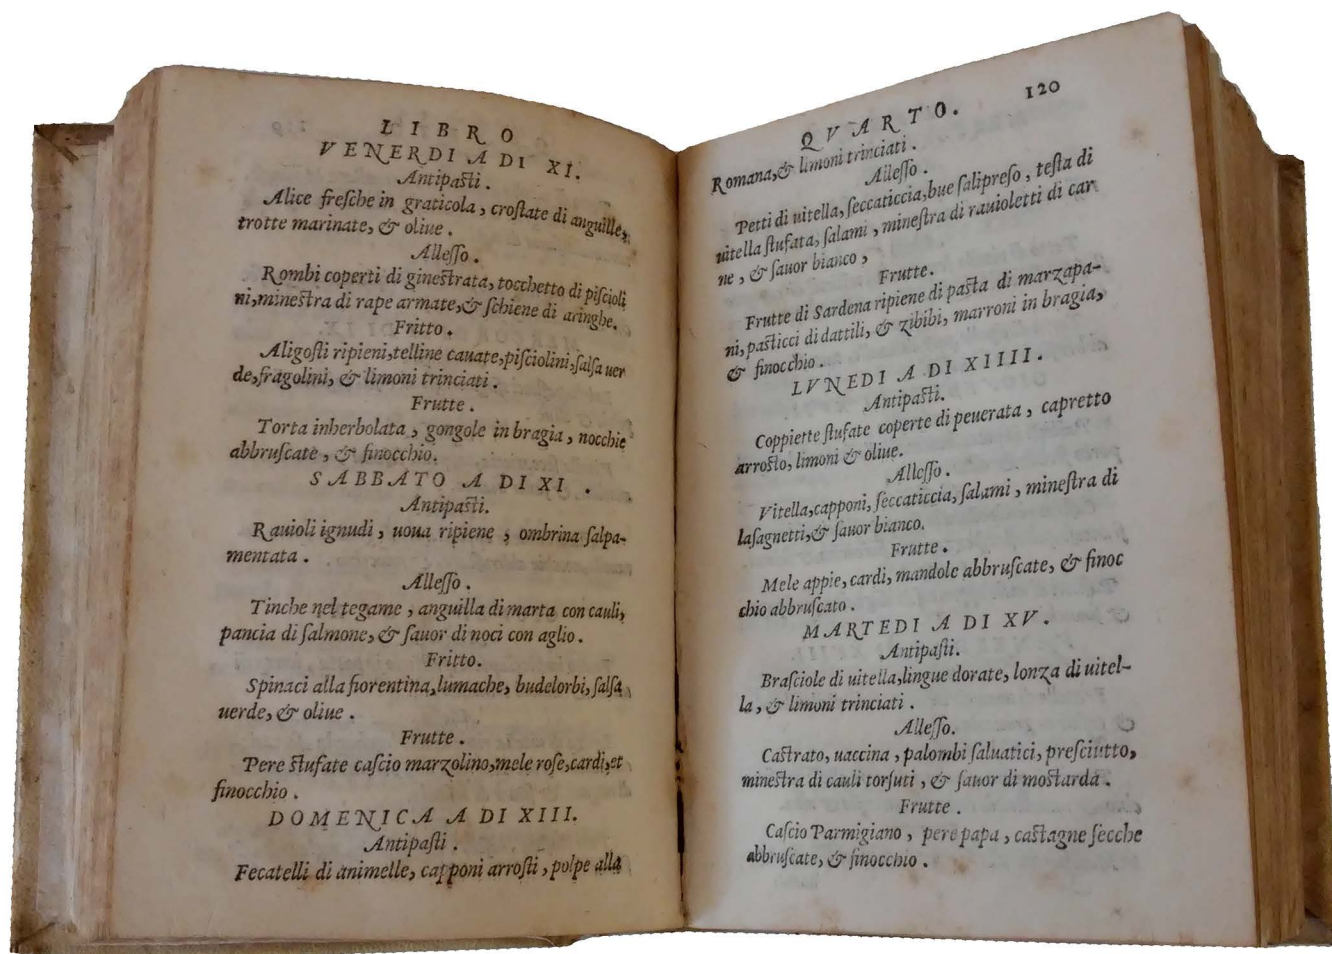 LIBRO
VENERDI A DI XI.
Antipaſti.
Alice freſche in graticola, croſtate di anguille,
trotte marinate, & oliue.
Alleſſo.
Rombi coperti di gineſtrata, tocchetto di piſcioli
ni, mineſtra di rape armate, & ſchiene di aringhe.
Fritto.
Aligoſti ripieni, telline cauate, piſciolini, ſalſa uer
de, fragolini, & limoni trinciati.
Frutte.
Torta inherbolata, gongole in bragia, nocchie
abbruſcate, & finocchio.
SABBATO A DI XI.
Antipaſti.
Rauioli ignudi, uoua ripiene, ombrina ſalpa-
mentata.
Alleſſo.
Tinche nel tegame, anguilla di marta con cauli,
pancia di ſalmone, & ſauor di noci con aglio.
Fritto.
Spinaci alla fiorentina, lumache, budelorbi, ſalſa
uerde, & oliue.
Frutte.
Pere ſtufate caſcio marzolino, mele roſe, cardi, et
finocchio.
DOMENICA A DI XIII.
Antipaſti.
Fecatelli di animelle, capponi arroſti, polpe alla
QVARTO. 120
Romana, & limoni trinciati.
Alleſſo.
Petti di uitella, ſeccaticcia, bue ſalipreſo, teſta di
uitella ſtufata, ſalami, mineſtra di rauioletti di car
ne, & ſauor bianco,
Frutte.
Frutte di Sardena ripiene di paſta di marzapa-
ni, paſticci di dattili, & zibibi, marroni in bragia,
& finocchio.
LVNEDI A DI XIIII.
Antipaſti.
Coppiette ſtufate coperte di peuerata, capretto
arroſto, limoni & oliue.
Alleſſo.
Vitella, capponi, ſeccaticcia, ſalami, mineſtra di
laſagnetti, & ſauor bianco.
Frutte.
Mele appie, cardi, mandole abbruſcate, & finoc
chio abbruſcato.
MARTEDI A DI XV.
Antipaſti.
Braſciole di uitella, lingue dorate, lonza di uitel-
la, & limoni trinciati.
Alleſſo.
Caſtrato, uaccina, palombi ſaluatici, preſciutto,
mineſtra di cauli torſuti, & ſauor di moſtarda.
Frutte.
Caſcio Parmigiano, pere papa, caſtagne ſecche
abbruſcate, & finocchio.